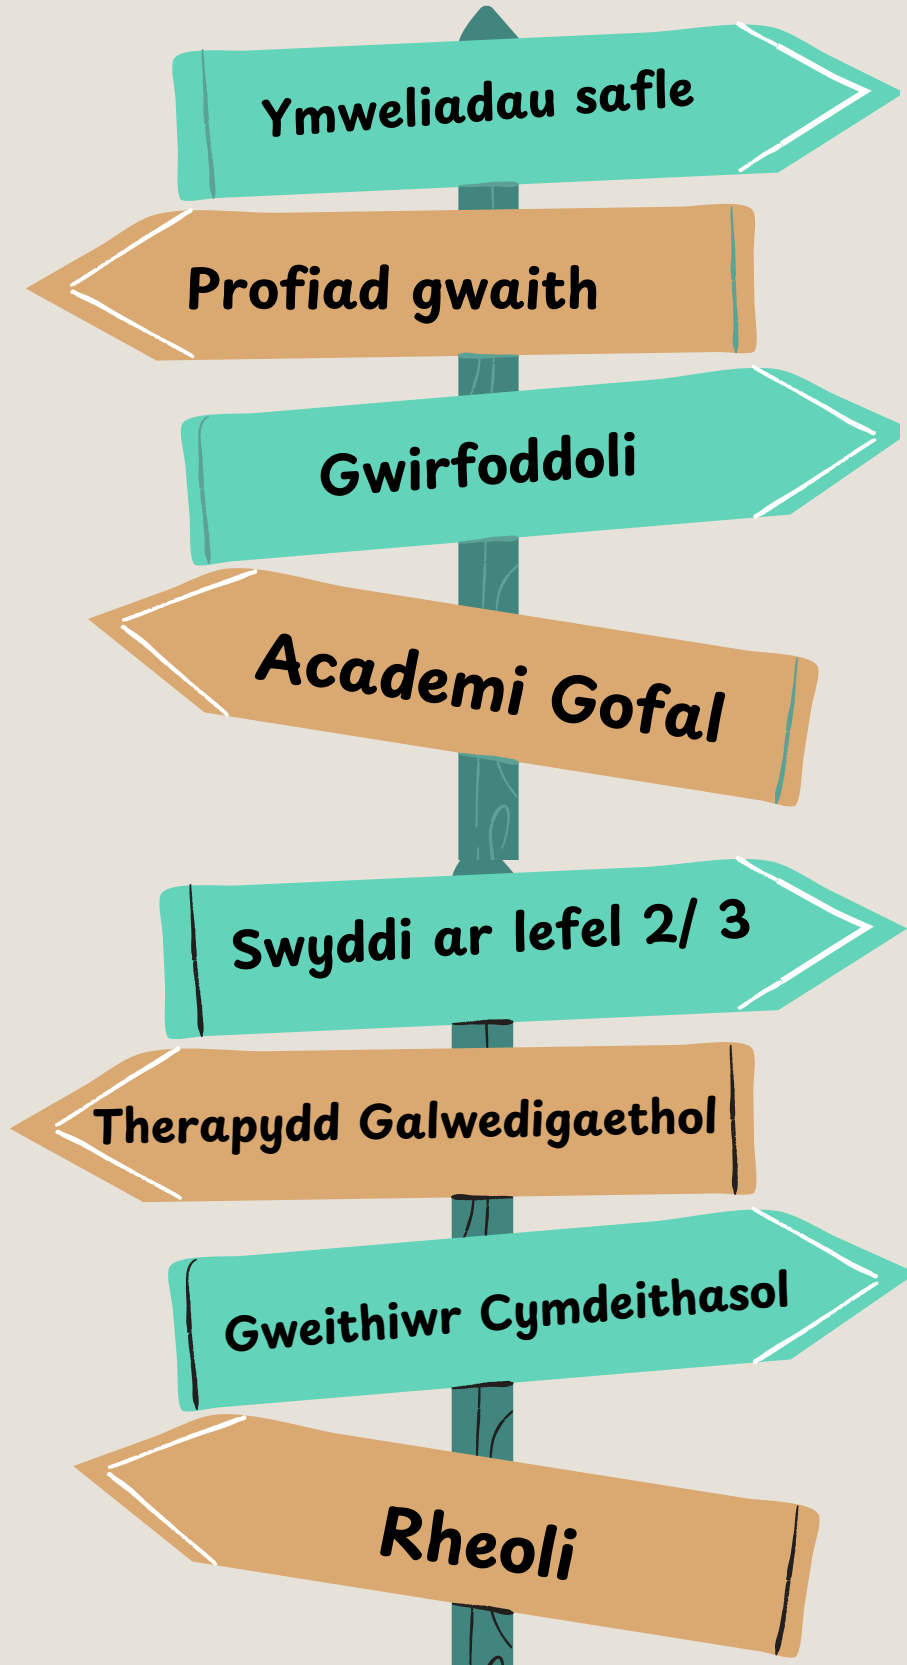 Ymweliadau safle
Profiad gwaith
Gwirfoddoli
Academi Gofal
Swyddi ar lefel 2/ 3
Therapydd Galwedigaethol
Gweithiwr Cymdeithasol
Rheoli